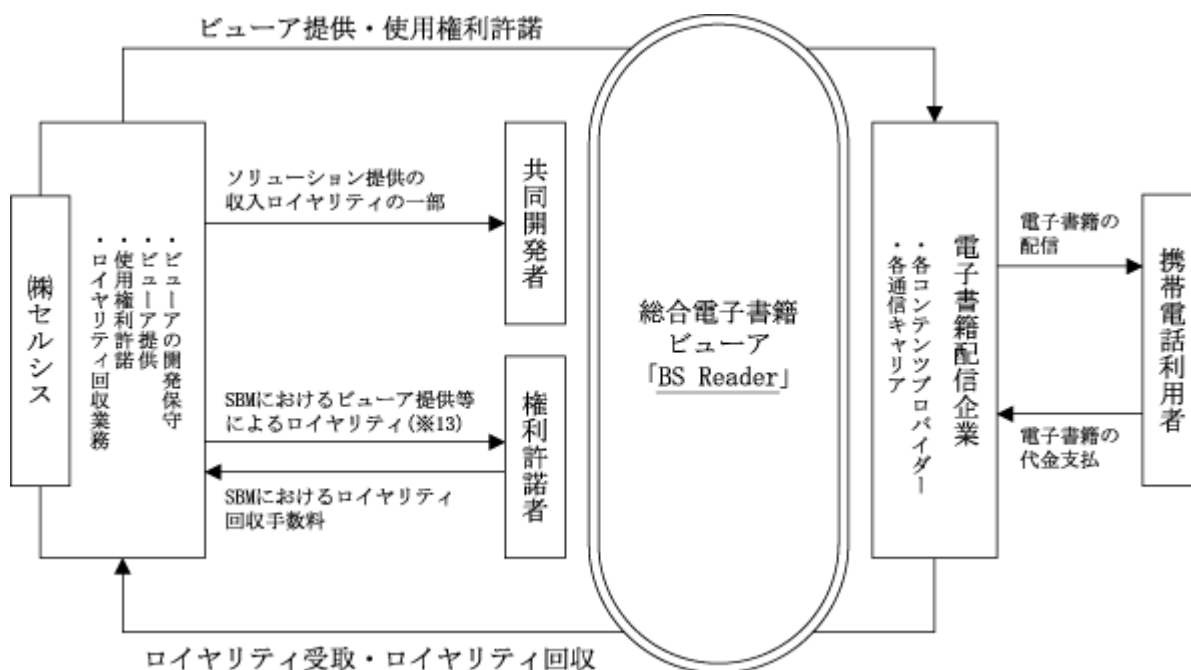 ビューア提供・使用権利許諾
㈱セルシス
・ビューアの開発保守
・ビューア提供
・使用権利許諾
・ロイヤリティ回収業務
ソリューション提供の
収入ロイヤリティの一部
共同開発者
SBMにおけるビューア提供等
によるロイヤリティ(※13)
SBMにおけるロイヤリティ
回収手数料
権利許諾者
総合電子書籍
ビューア
「BS Reader」
電子書籍配信企業
・各コンテンツプロバイダー
・各通信キャリア
電子書籍の
配信
電子書籍の
代金支払
携帯電話利用者
ロイヤリティ受取・ロイヤリティ回収